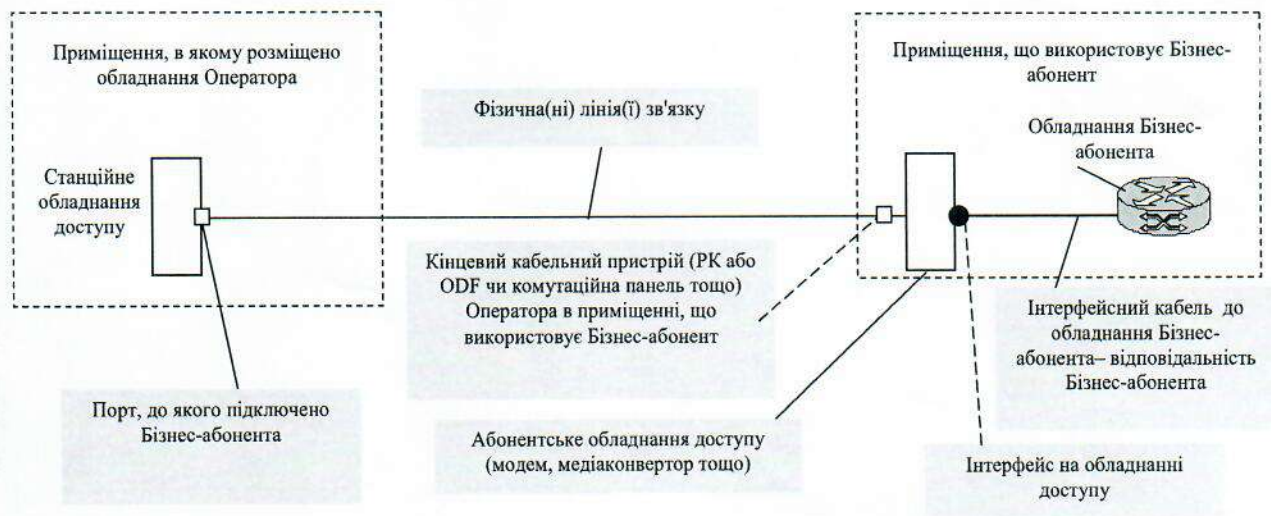 Приміщення, в якому розміщено
обладнання Оператора
Приміщення, що використовує Бізнес-
абонент
Фізична(ні) лінія(ї) зв'язку
Обладнання Бізнес-
абонента
Станційне
обладнання
доступу
Кінцевий кабельний пристрій (РК або
ODF чи комутаційна панель тощо)
Оператора в приміщенні, що
використовує Бізнес-абонент
Інтерфейсний кабель до
обладнання Бізнес-
абонента– відповідальність
Бізнес-абонента
Порт, до якого підключено
Бізнес-абонента
Абонентське обладнання доступу
(модем, медіаконвертор тощо)
Інтерфейс на обладнанні
доступу